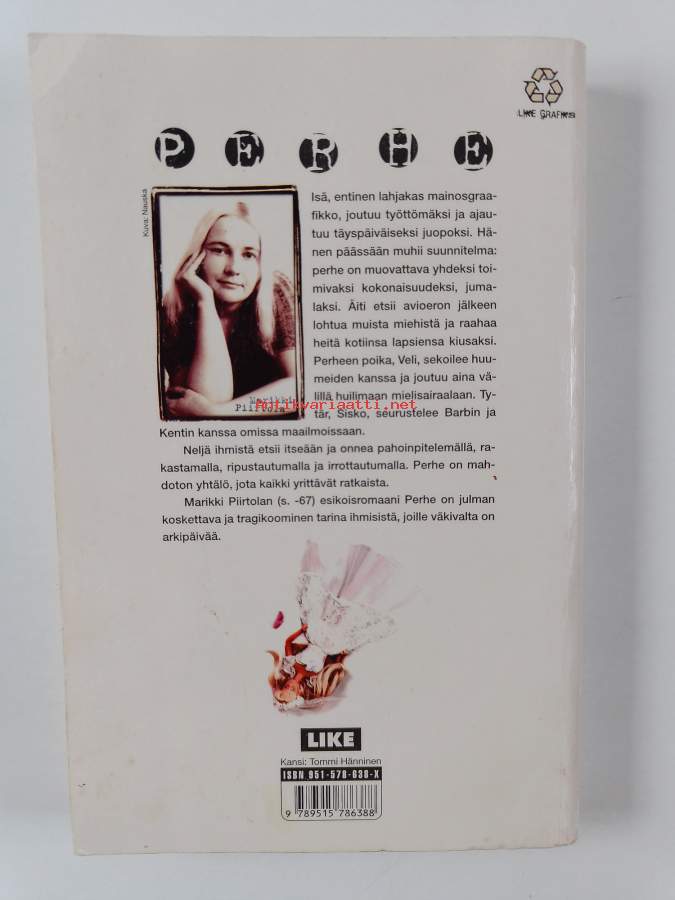 LIKE GRAFIKS
PERHE
Kuva: Nauska
Isä, entinen lahjakas mainosgraa-
fikko, joutuu työttömäksi ja ajau-
tuu täyspäiväiseksi juopoksi. Hä-
nen päässään muhii suunnitelma:
perhe on muovattava yhdeksi toi-
mivaksi kokonaisuudeksi, juma-
laksi. Äiti etsii avioeron jälkeen
lohtua muista miehistä ja raahaa
heitä kotiinsa lapsiensa kiusaksi.
Perheen poika, Veli, sekoilee huu-
meiden kanssa ja joutuu aina vä-
lillä huilimaan mielisairaalaan. Ty-
tär, Sisko, seurustelee Barbin ja
Marikki
Piirtola
antikvariaatti.net
Kentin kanssa omissa maailmoissaan.
Neljä ihmistä etsii itseään ja onnea pahoinpitelemällä, ra-
kastamalla, ripustautumalla ja irrottautumalla. Perhe on mah-
doton yhtälö, jota kaikki yrittävät ratkaista.
Marikki Piirtolan (s. -67) esikoisromaani Perhe on julman
koskettava ja tragikoominen tarina ihmisistä, joille väkivalta on
arkipäivää.
LIKE
Kansi: Tommi Hänninen
ISBN 951-578-638-X
9 789515 786388